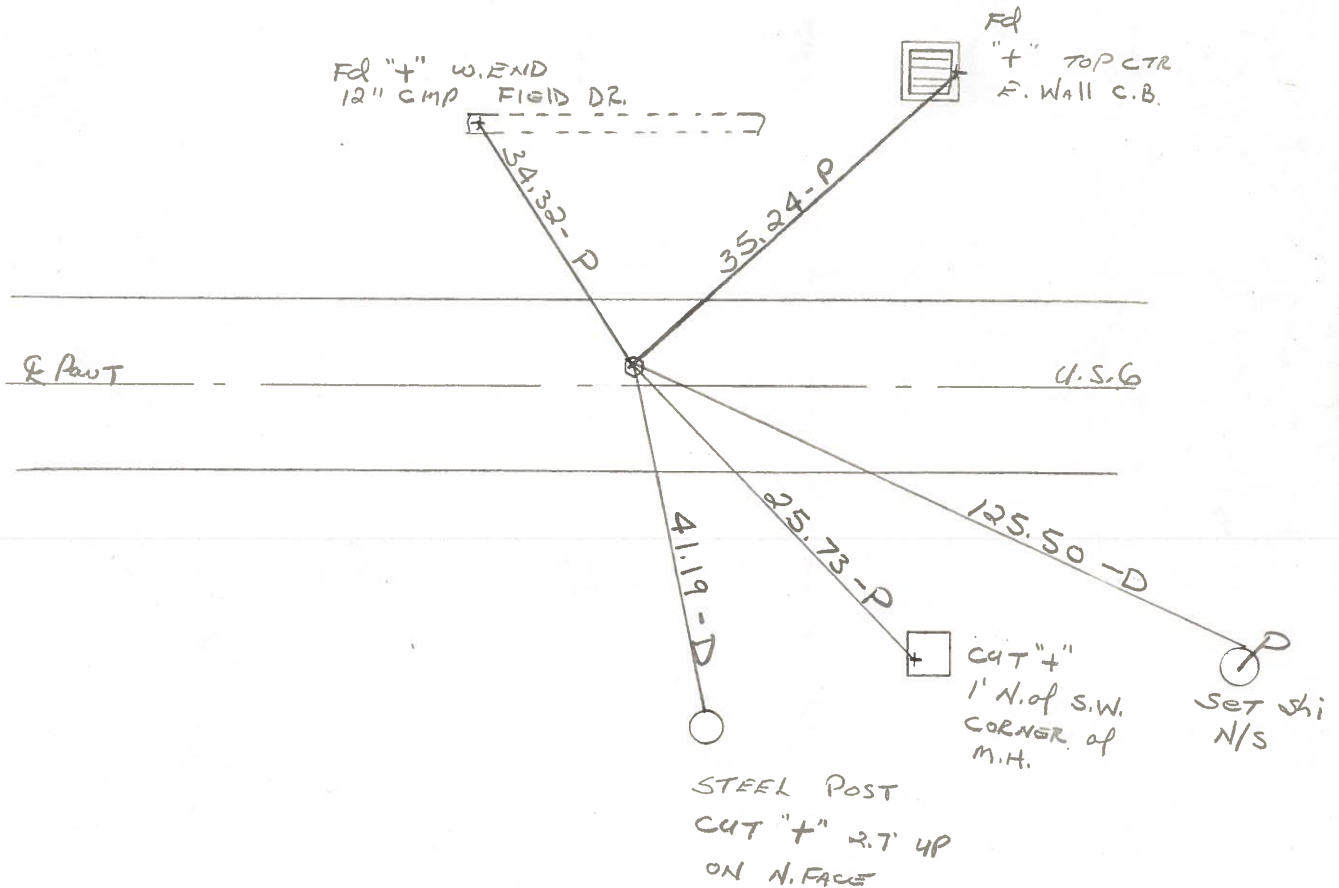 Fd
"+" TOP CTR
E. Wall C.B.
Fd "+" W. END
12" CMP FIELD DR.
34.32 - P
35.24 - P
℄ PavT
U.S.6
41.19 - D
25.73 - P
125.50 - D
CUT "+"
1' N. of S.W.
CORNER of
M.H.
SET Shi
N/S
STEEL POST
CUT "+" 2.7' UP
ON N. FACE